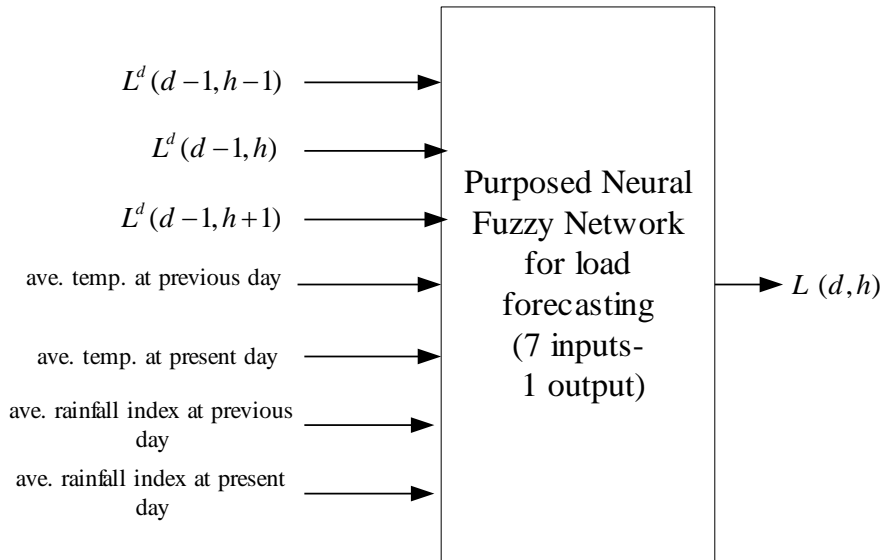 L^d (d−1, h−1)
L^d (d−1, h)
L^d (d−1, h+1)
ave. temp. at previous day
ave. temp. at present day
ave. rainfall index at previous
day
ave. rainfall index at present
day
Purposed Neural
Fuzzy Network
for load
forecasting
(7 inputs-
1 output)
L (d, h)